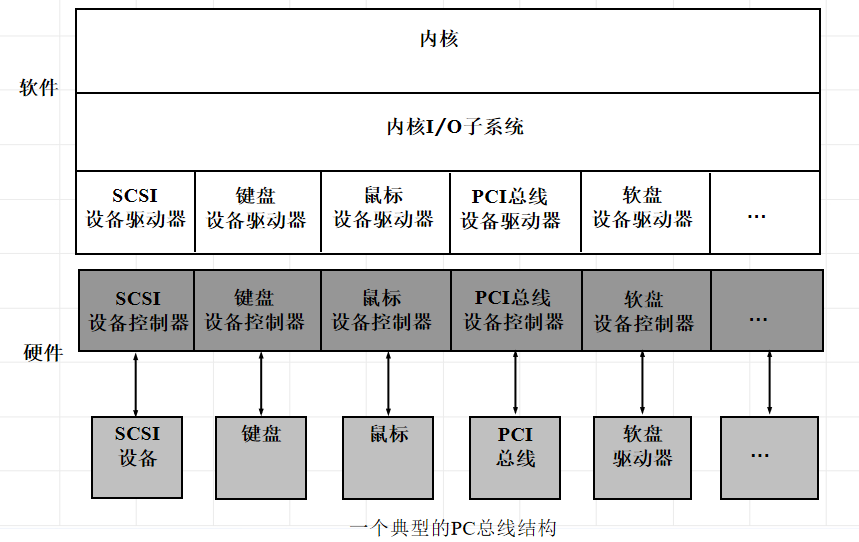 内核
软件
内核I/O子系统
SCSI
设备驱动器
键盘
设备驱动器
鼠标
设备驱动器
PCI总线
设备驱动器
软盘
设备驱动器
...
SCSI
设备控制器
键盘
设备控制器
鼠标
设备控制器
PCI总线
设备控制器
软盘
设备控制器
...
硬件
SCSI
设备
键盘
鼠标
PCI
总线
软盘
驱动器
...
一个典型的PC总线结构